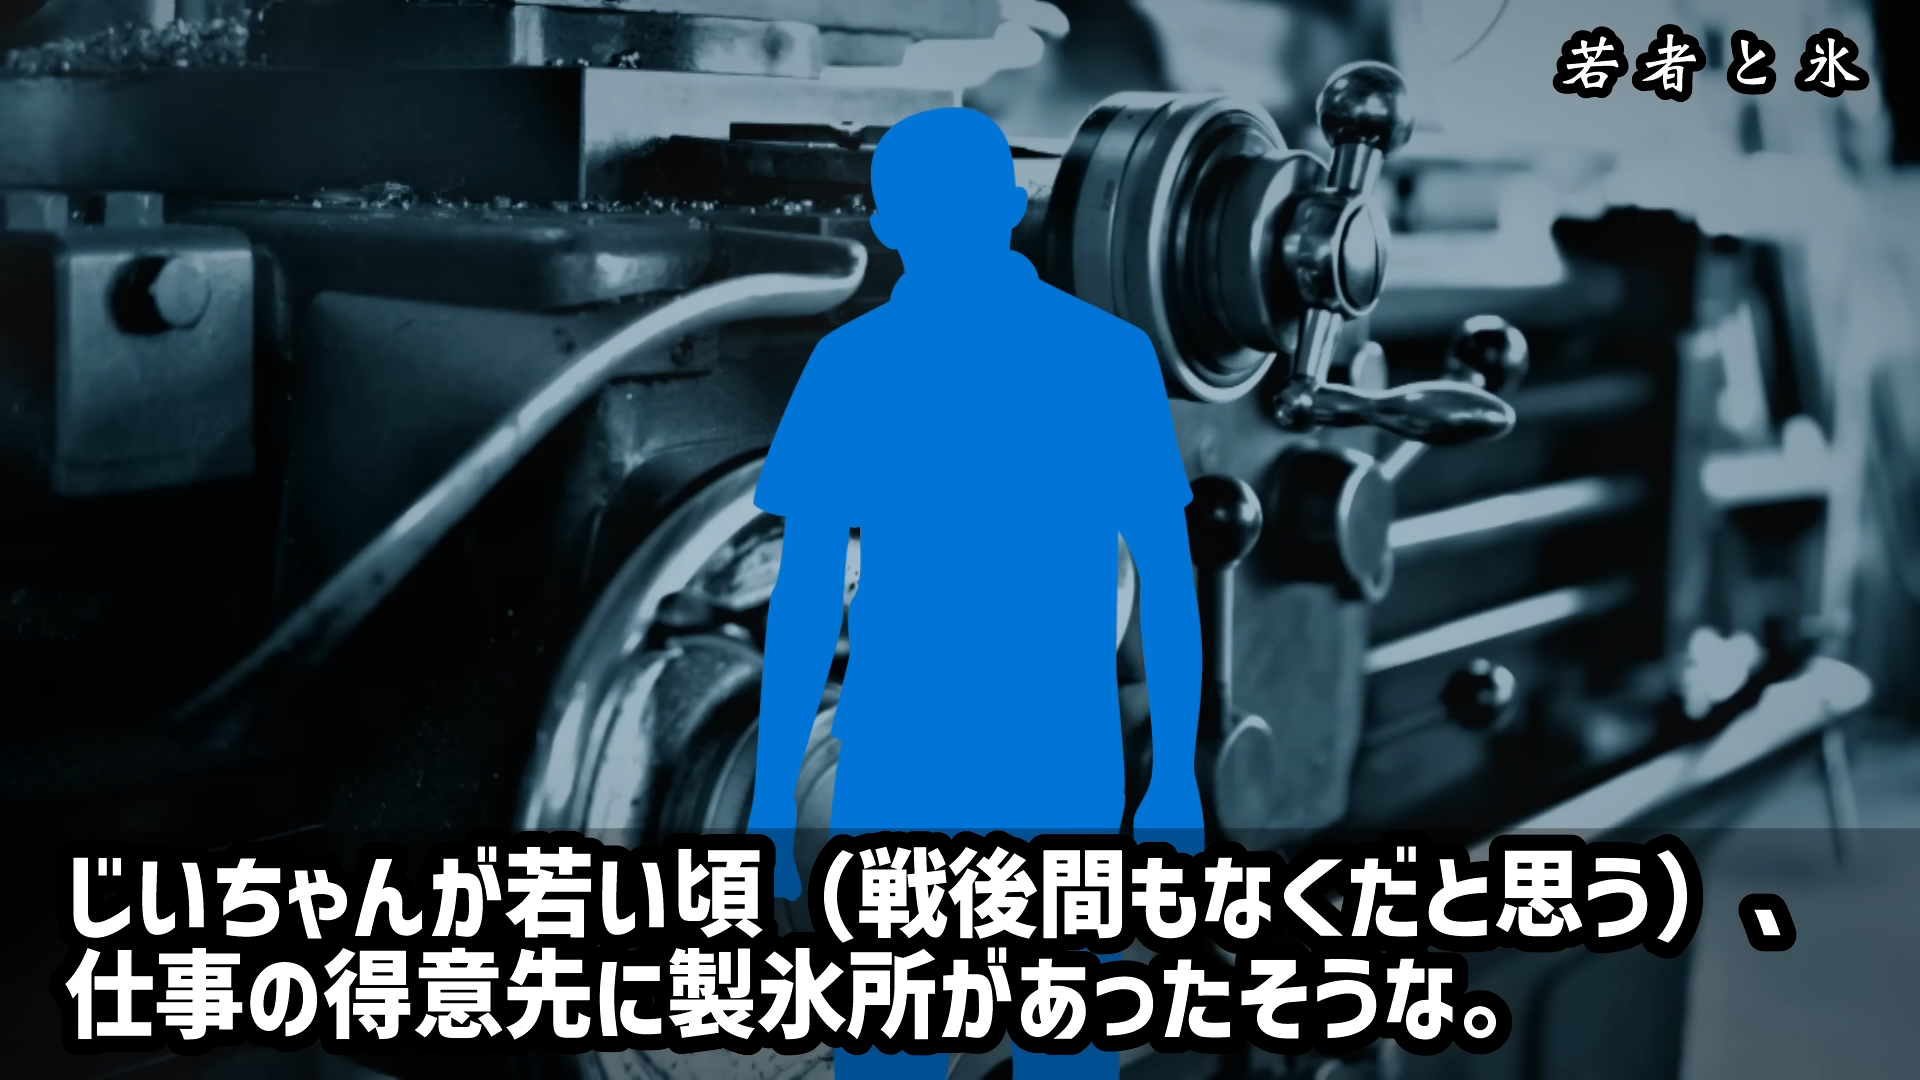 若者と氷
じいちゃんが若い頃（戦後間もなくだと思う）、
仕事の得意先に製氷所があったそうな。